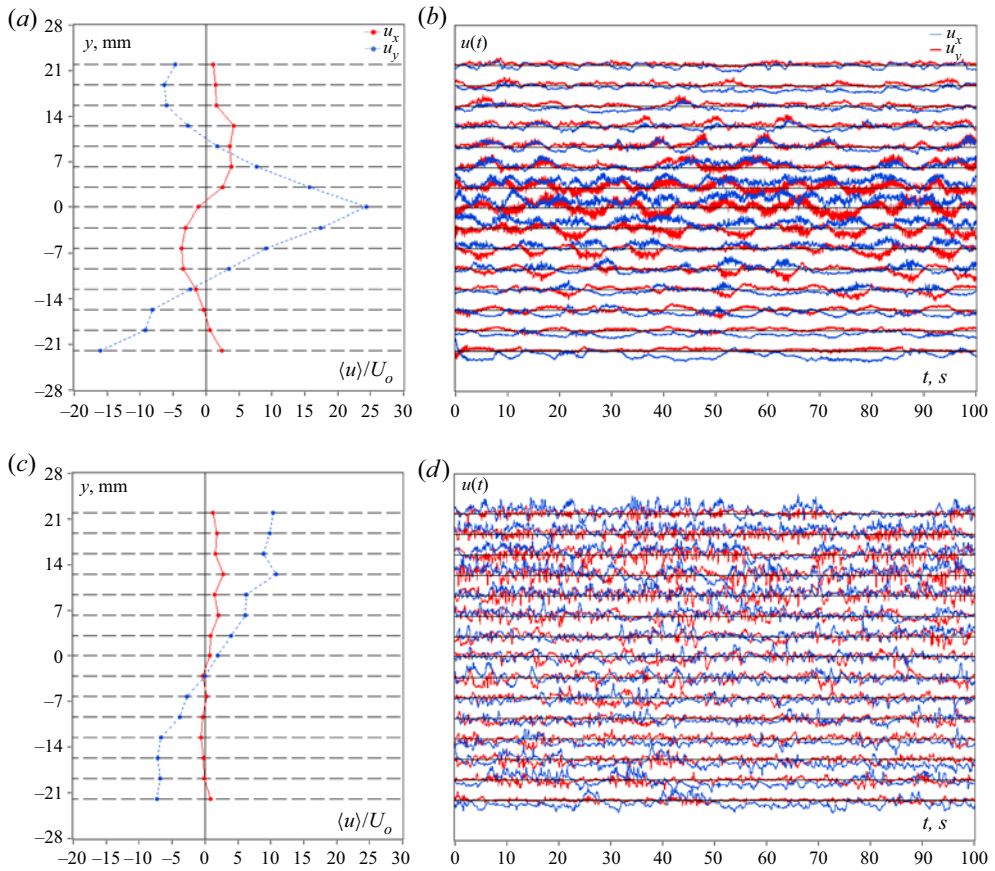 (a)
28
y, mm
u_x
u_y
21
14
7
0
–7
–14
–21
–28
⟨u⟩/U_o
–20 –15 –10 –5 0 5 10 15 20 25 30
(b)
u(t)
u_x
u_y
t, s
0 10 20 30 40 50 60 70 80 90 100
(c)
28
y, mm
21
14
7
0
–7
–14
–21
–28
⟨u⟩/U_o
–20 –15 –10 –5 0 5 10 15 20 25 30
(d)
u(t)
t, s
0 10 20 30 40 50 60 70 80 90 100